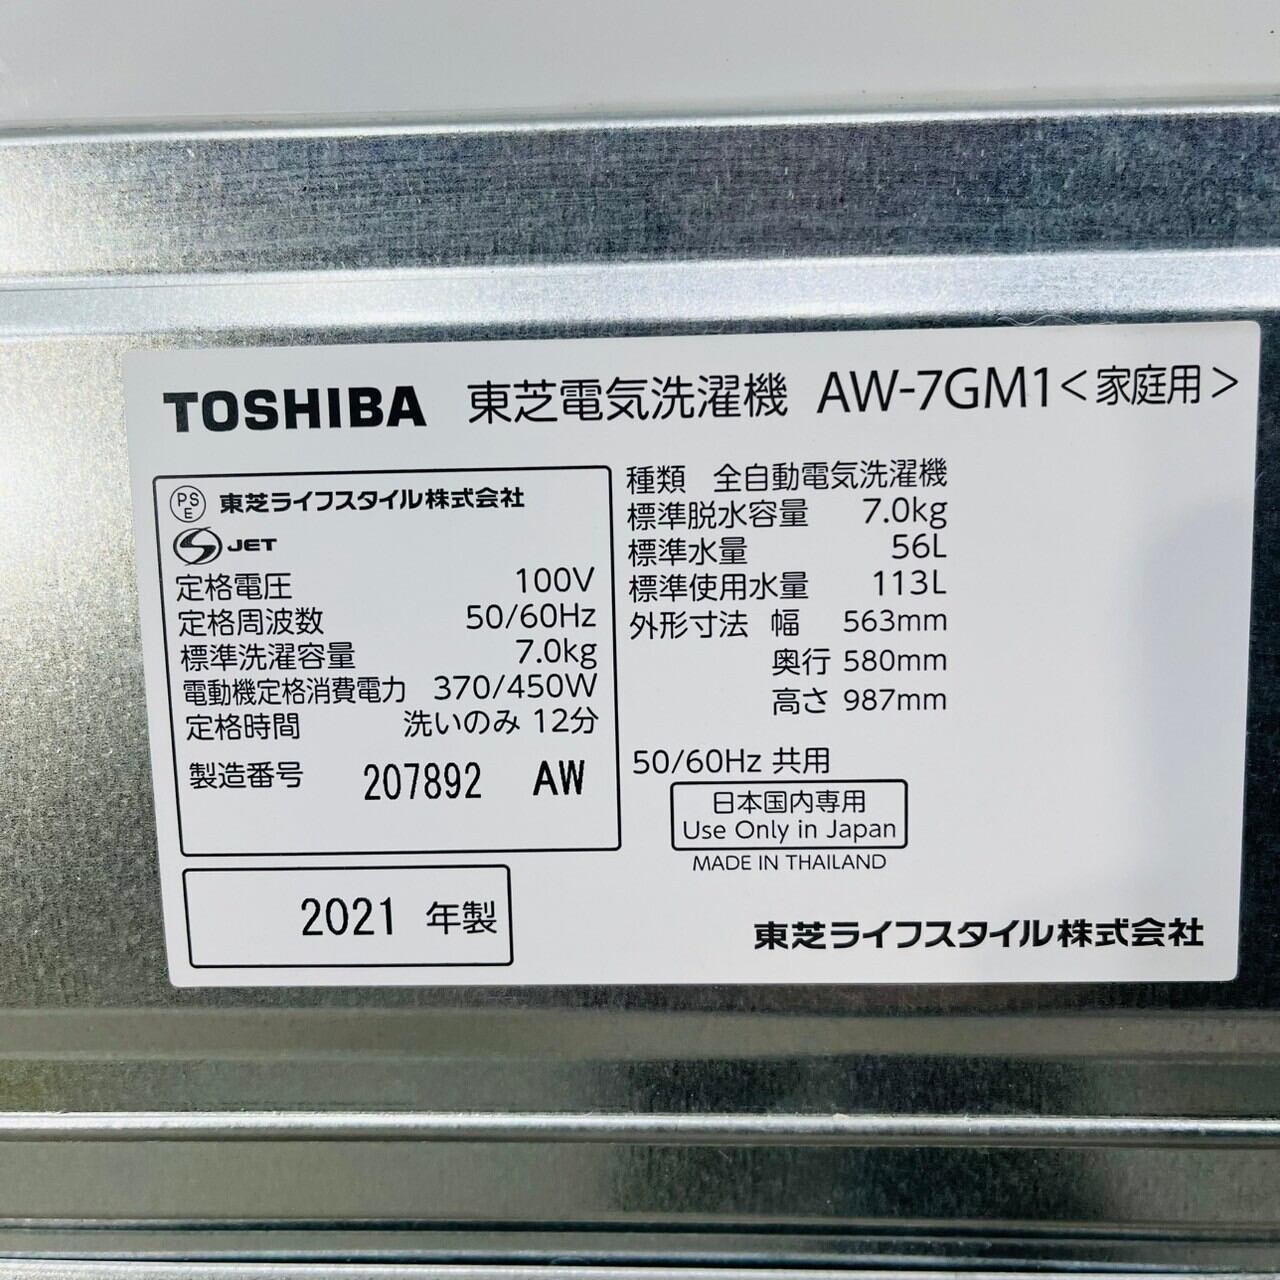 TOSHIBA 東芝電気洗濯機 AW-7GM1<家庭用>
PSE 東芝ライフスタイル株式会社
S JET
定格電圧 100V
定格周波数 50/60Hz
標準洗濯容量 7.0kg
電動機定格消費電力 370/450W
定格時間 洗いのみ 12分
製造番号 207892 AW
2021 年製
種類 全自動電気洗濯機
標準脱水容量 7.0kg
標準水量 56L
標準使用水量 113L
外形寸法 幅 563mm
奥行 580mm
高さ 987mm
50/60Hz 共用
日本国内専用
Use Only in Japan
MADE IN THAILAND
東芝ライフスタイル株式会社